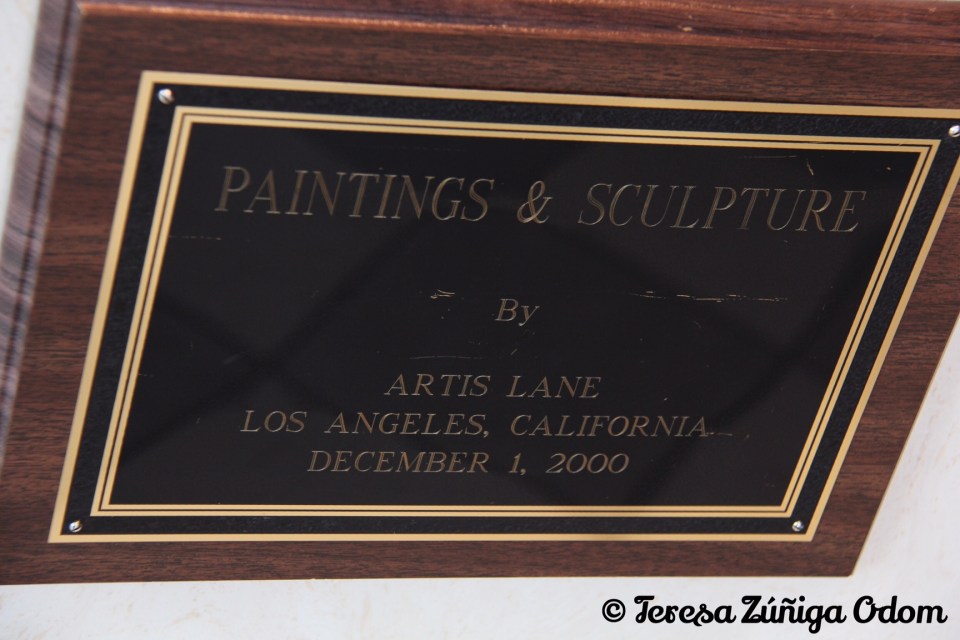 PAINTINGS & SCULPTURE
By
ARTIS LANE
LOS ANGELES, CALIFORNIA
DECEMBER 1, 2000
© Teresa Zúñiga Odom